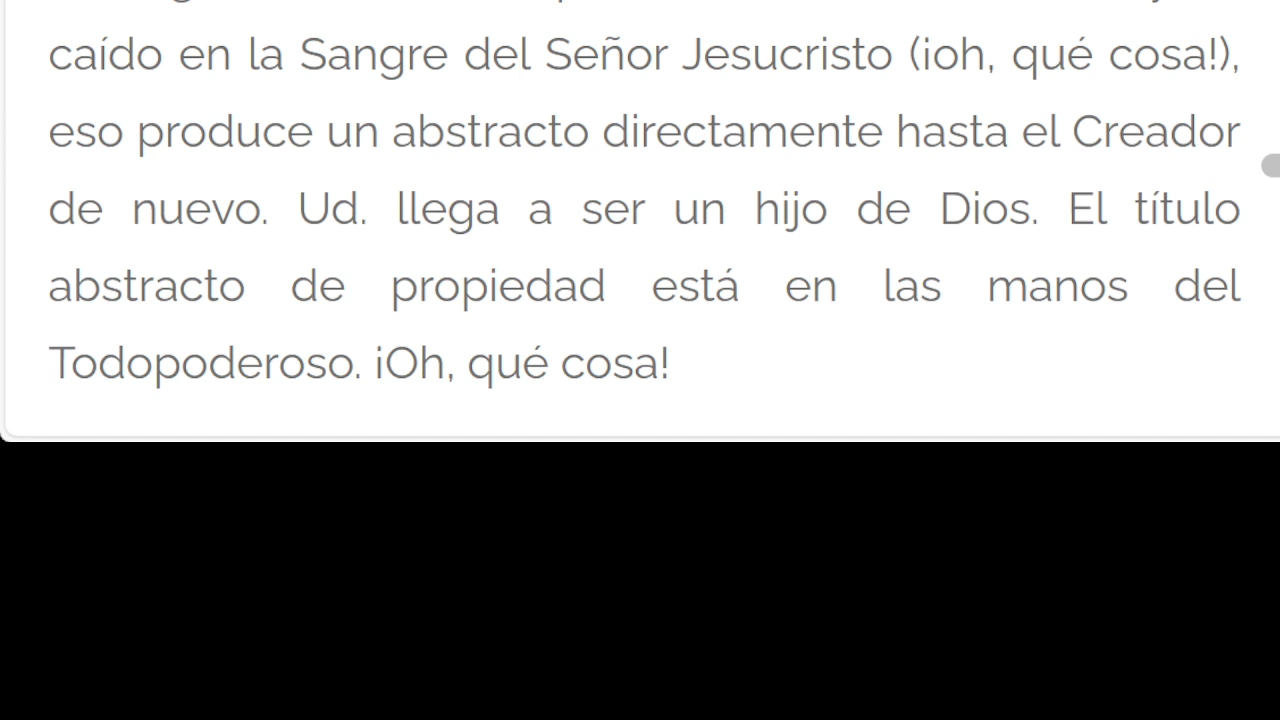 caído en la Sangre del Señor Jesucristo (¡oh, qué cosa!),
eso produce un abstracto directamente hasta el Creador
de nuevo. Ud. llega a ser un hijo de Dios. El título
abstracto de propiedad está en las manos del
Todopoderoso. ¡Oh, qué cosa!